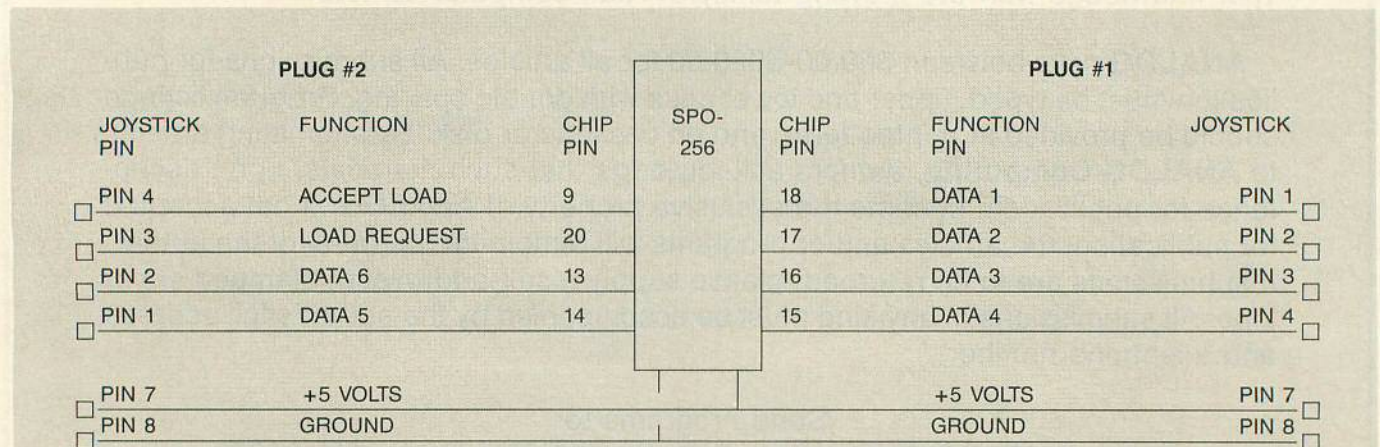 PLUG #2 PLUG #1
JOYSTICK FUNCTION CHIP SPO- CHIP FUNCTION JOYSTICK
PIN PIN 256 PIN PIN
PIN 4 ACCEPT LOAD 9 18 DATA 1 PIN 1
PIN 3 LOAD REQUEST 20 17 DATA 2 PIN 2
PIN 2 DATA 6 13 16 DATA 3 PIN 3
PIN 1 DATA 5 14 15 DATA 4 PIN 4
PIN 7 +5 VOLTS +5 VOLTS PIN 7
PIN 8 GROUND GROUND PIN 8